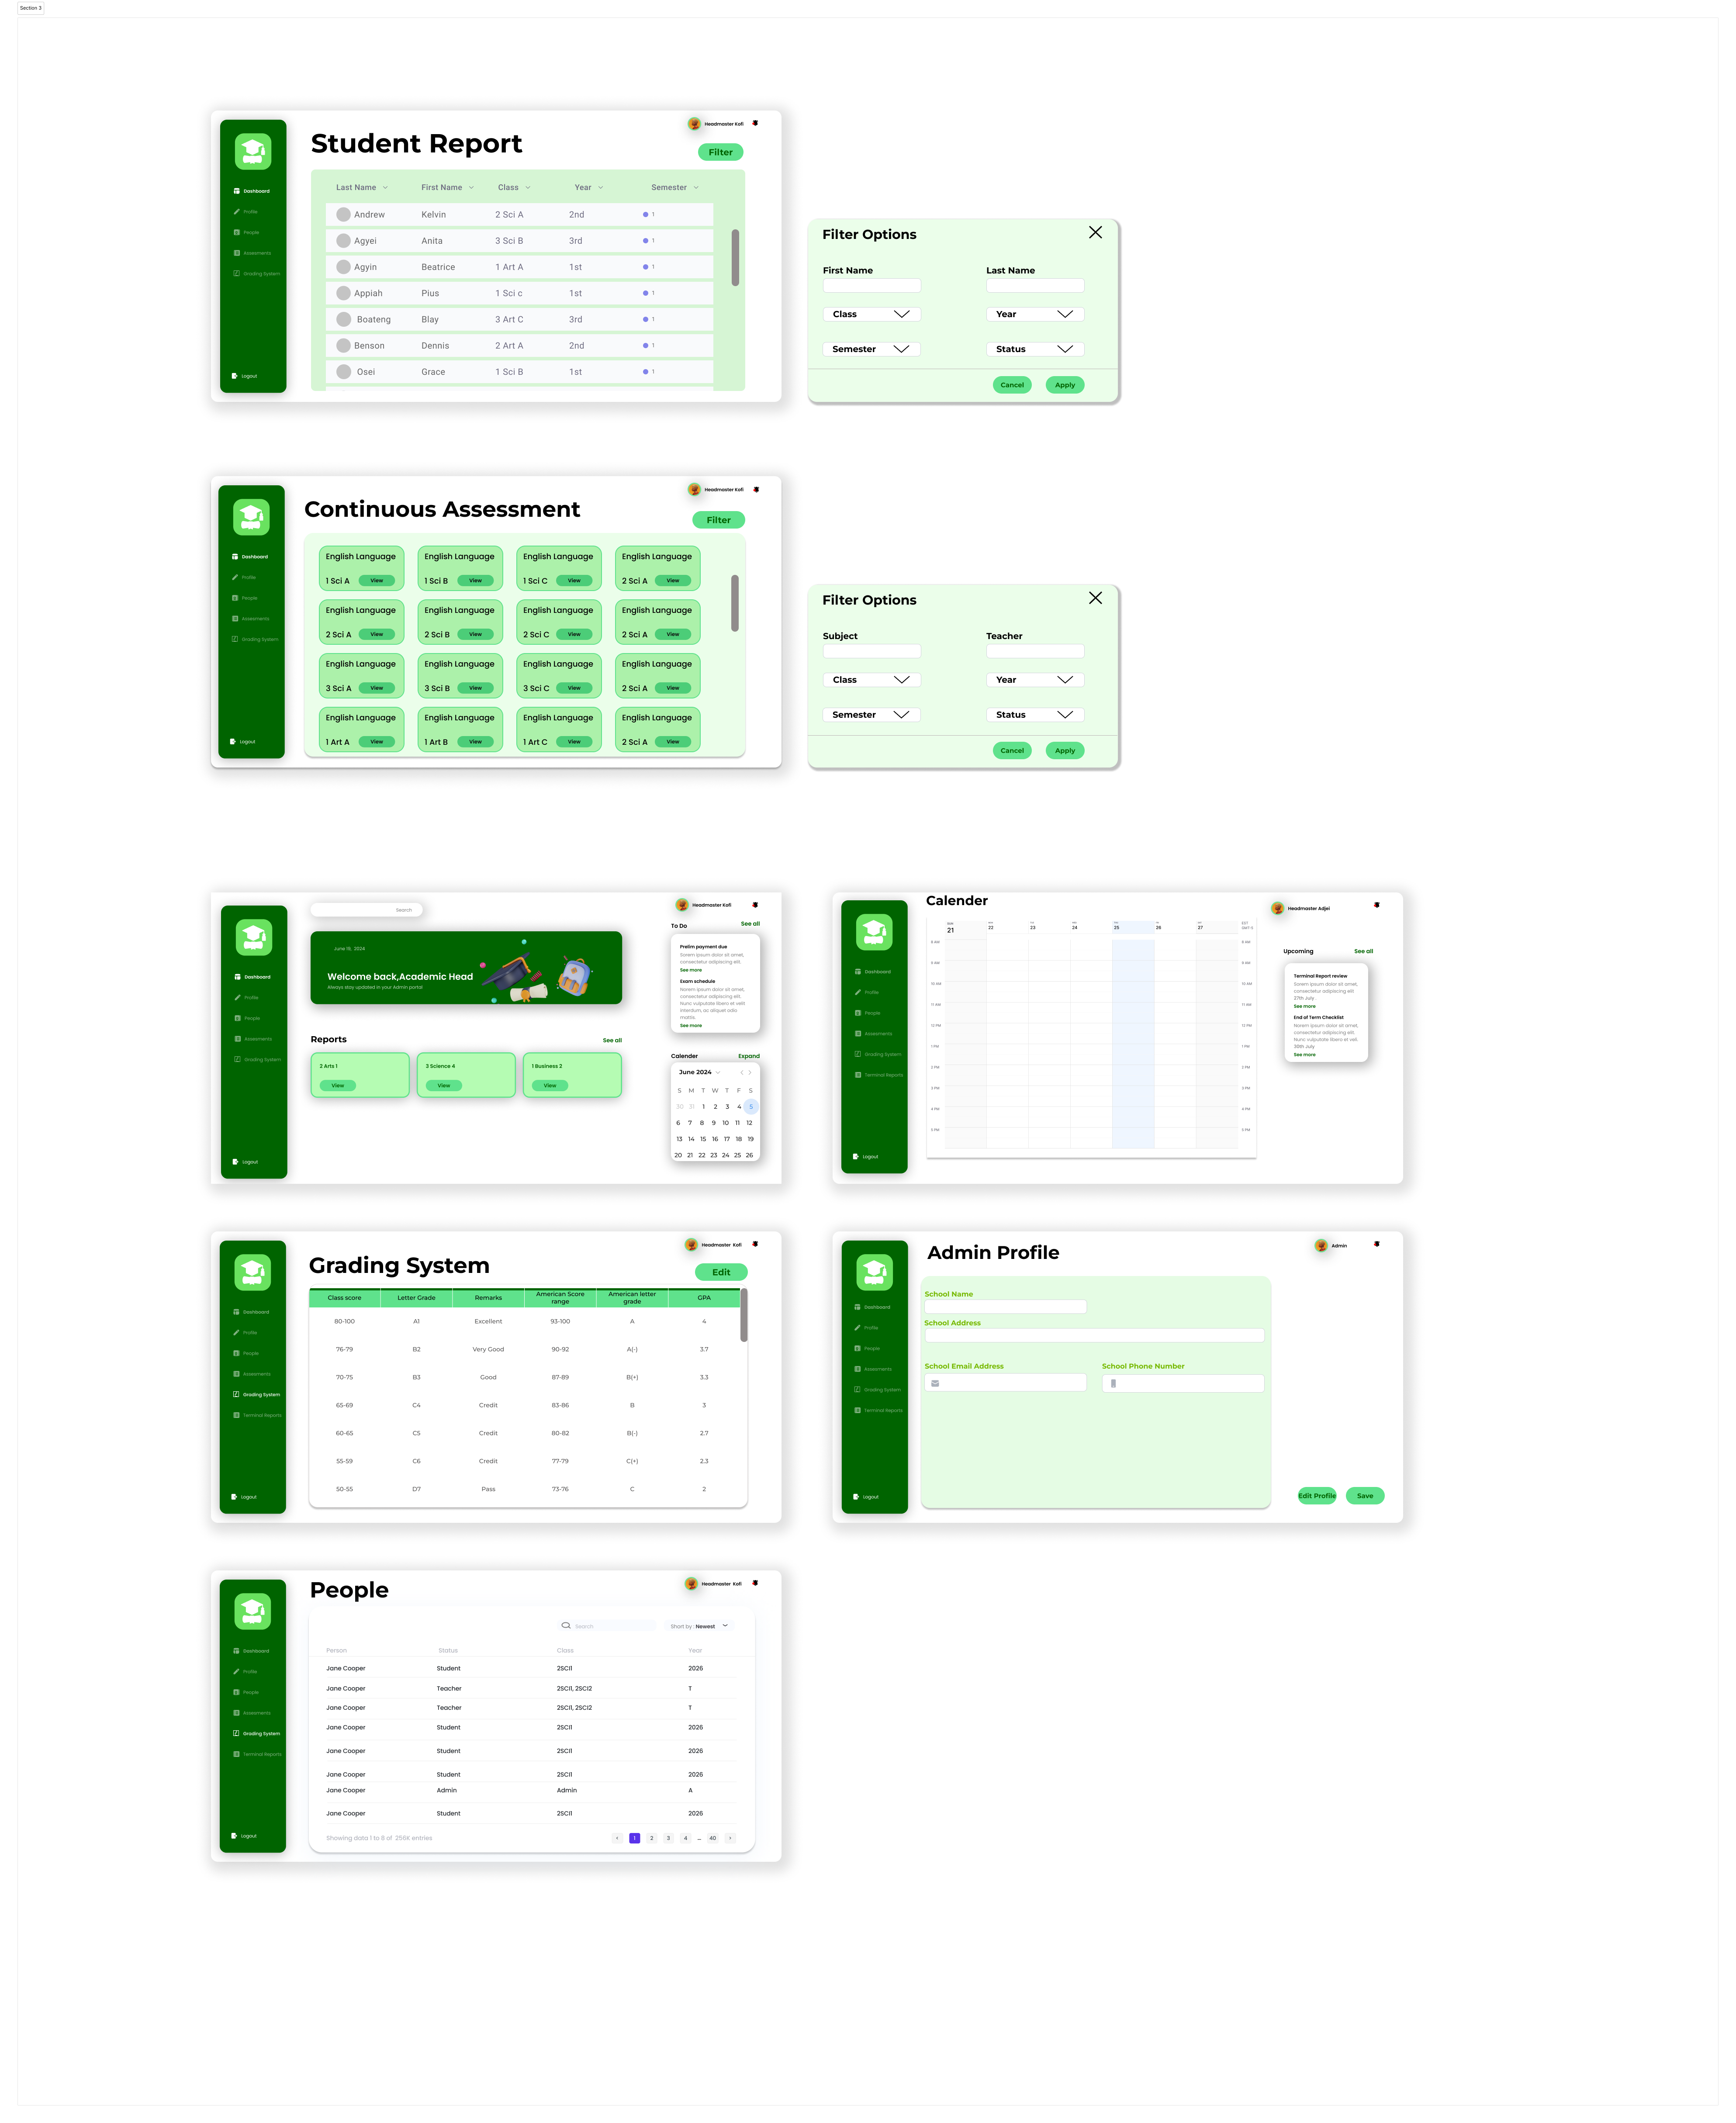 Section 3
Headmaster Kofi
Student Report
Filter
Dashboard
Profile
People
Assesments
Grading System
Logout
Last Name First Name Class Year Semester
Andrew Kelvin 2 Sci A 2nd 1
Agyei Anita 3 Sci B 3rd 1
Agyin Beatrice 1 Art A 1st 1
Appiah Pius 1 Sci c 1st 1
Boateng Blay 3 Art C 3rd 1
Benson Dennis 2 Art A 2nd 1
Osei Grace 1 Sci B 1st 1
Filter Options
First Name Last Name
Class Year
Semester Status
Cancel Apply
Headmaster Kofi
Continuous Assessment
Filter
Dashboard
Profile
People
Assesments
Grading System
Logout
English Language English Language English Language English Language
1 Sci A View 1 Sci B View 1 Sci C View 2 Sci A View
English Language English Language English Language English Language
2 Sci A View 2 Sci B View 2 Sci C View 2 Sci A View
English Language English Language English Language English Language
3 Sci A View 3 Sci B View 3 Sci C View 2 Sci A View
English Language English Language English Language English Language
1 Art A View 1 Art B View 1 Art C View 2 Sci A View
Filter Options
Subject Teacher
Class Year
Semester Status
Cancel Apply
Search
Headmaster Kofi
Dashboard
Profile
People
Assesments
Grading System
Logout
June 15, 2024
Welcome back,Academic Head
Always stay updated in your Admin portal
Reports See all
2 Arts 1 3 Science 4 1 Business 2
View View View
To Do See all
Prelim payment due
Sorem ipsum dolor sit amet,
consectetur adipiscing elit.
See more
Exam schedule
Norem ipsum dolor sit amet,
consectetur adipiscing elit.
Nunc vulputate libero et velit
interdum, ac aliquet odio
mattis.
See more
Calender Expand
June 2024
S M T W T F S
30 31 1 2 3 4 5
6 7 8 9 10 11 12
13 14 15 16 17 18 19
20 21 22 23 24 25 26
Calender
Headmaster Adjei
Dashboard
Profile
People
Assesments
Grading System
Terminal Reports
Logout
21 22 23 24 25 26 27
8 AM 8 AM
9 AM 9 AM
10 AM 10 AM
11 AM 11 AM
12 PM 12 PM
1 PM 1 PM
2 PM 2 PM
3 PM 3 PM
4 PM 4 PM
5 PM 5 PM
Upcoming See all
Terminal Report review
Sorem ipsum dolor sit amet,
consectetur adipiscing elit.
27th July
See more
End of Term Checklist
Norem ipsum dolor sit amet,
consectetur adipiscing elit.
Nunc vulputate libero et vell.
30th July
See more
Headmaster Kofi
Grading System
Edit
Dashboard
Profile
People
Assesments
Grading System
Terminal Reports
Logout
Class score Letter Grade Remarks American Score range American letter grade GPA
80-100 A1 Excellent 93-100 A 4
76-79 B2 Very Good 90-92 A(-) 3.7
70-75 B3 Good 87-89 B(+) 3.3
65-69 C4 Credit 83-86 B 3
60-65 C5 Credit 80-82 B(-) 2.7
55-59 C6 Credit 77-79 C(+) 2.3
50-55 D7 Pass 73-76 C 2
Admin Profile
Admin
Dashboard
Profile
People
Assesments
Grading System
Terminal Reports
Logout
School Name
School Address
School Email Address School Phone Number
Edit Profile Save
People
Headmaster Kofi
Dashboard
Profile
People
Assesments
Grading System
Terminal Reports
Logout
Search Short by Newest
Person Status Class Year
Jane Cooper Student 2SCI1 2026
Jane Cooper Teacher 2SCI1, 2SCI2 T
Jane Cooper Teacher 2SCI1, 2SCI2 T
Jane Cooper Student 2SCI1 2026
Jane Cooper Student 2SCI1 2026
Jane Cooper Student 2SCI1 2026
Jane Cooper Admin Admin A
Jane Cooper Student 2SCI1 2026
Showing data 1 to 8 of 256K entries
< 1 2 3 4 ... 40 >